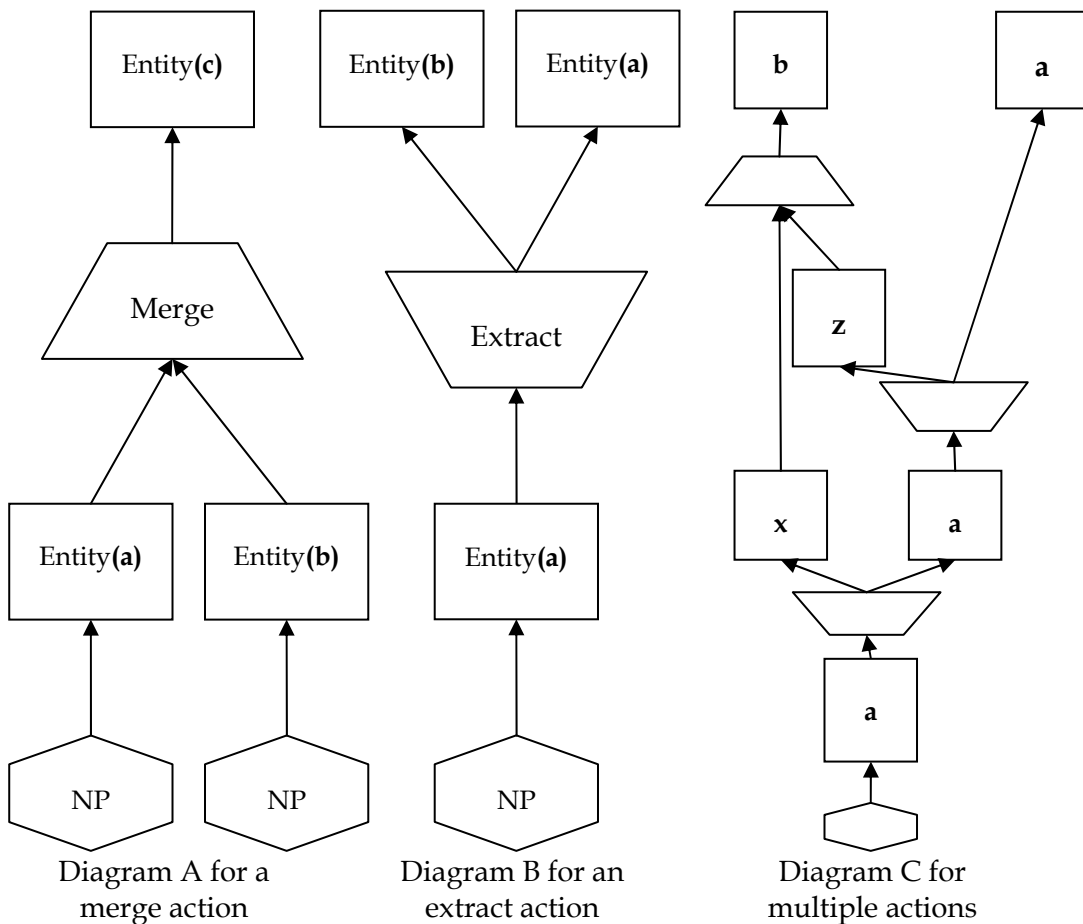 Entity(c)
Merge
Entity(a)
Entity(b)
NP
NP
Diagram A for a
merge action
Entity(b)
Entity(a)
Extract
Entity(a)
NP
Diagram B for an
extract action
b
a
z
x
a
a
Diagram C for
multiple actions